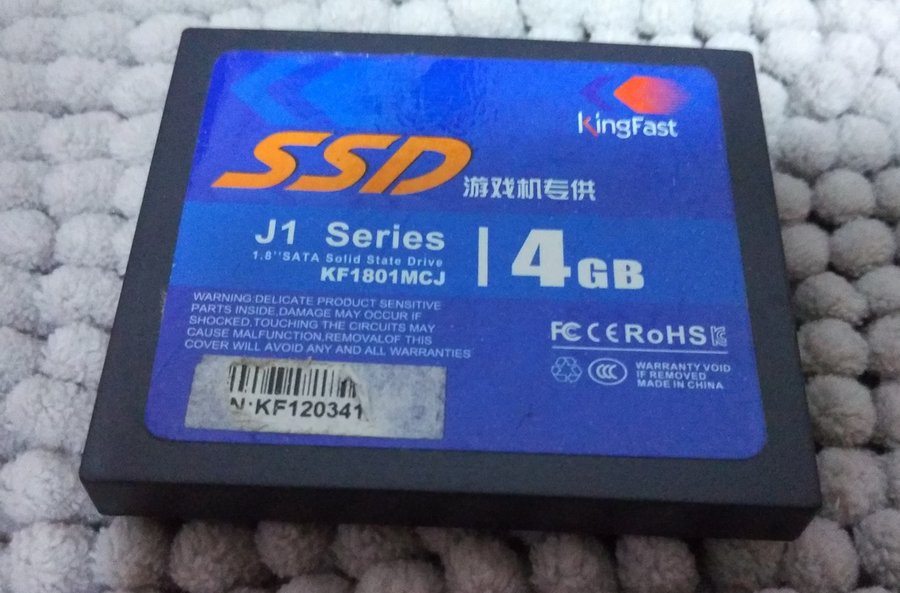 KingFast
SSD 游戏机专供
J1 Series
1.8''SATA Solid State Drive
KF1801MCJ
4GB
WARNING.DELICATE PRODUCT SENSITIVE
PARTS INSIDE,DAMAGE MAY OCCUR IF
SHOCKED,TOUCHING THE CIRCUITS MAY
CAUSE MALFUNCTION.REMOVALOF THIS
COVER WILL AVOID ANY AND ALL WARRANTIES
FC CE RoHS
CCC
WARRANTY VOID
IF REMOVED
MADE IN CHINA
N:KF120341